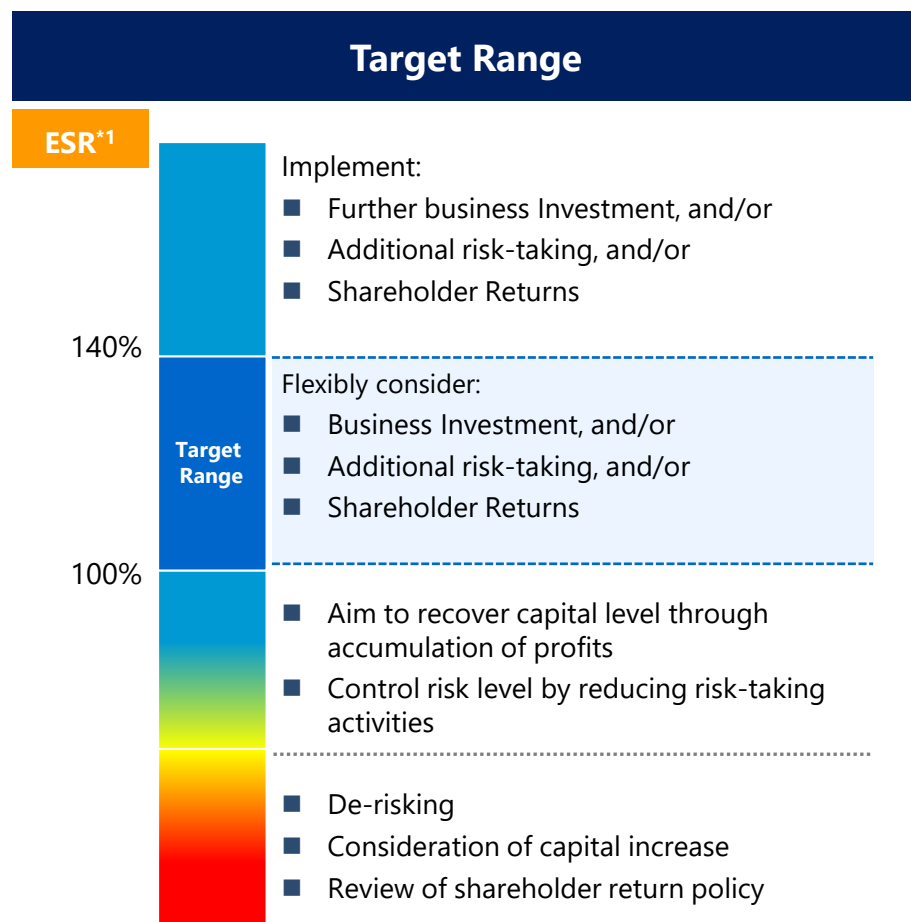 Target Range
ESR*1
Implement:
■ Further business Investment, and/or
■ Additional risk-taking, and/or
■ Shareholder Returns
140%
Flexibly consider:
■ Business Investment, and/or
■ Additional risk-taking, and/or
■ Shareholder Returns
Target
Range
100%
■ Aim to recover capital level through
accumulation of profits
■ Control risk level by reducing risk-taking
activities
■ De-risking
■ Consideration of capital increase
■ Review of shareholder return policy